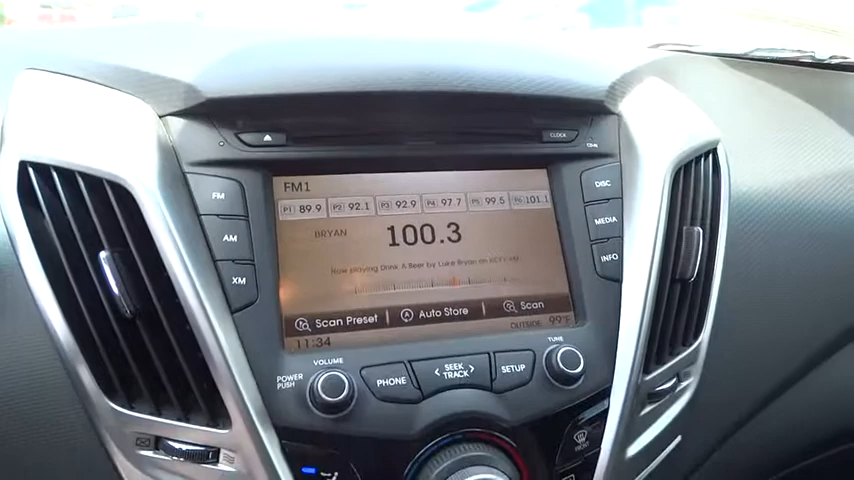 CLOCK
FM
AM
XM
FM1
P1 89.9 P2 92.1 P3 92.9 P4 97.7 P5 99.5 P6 101.1
BRYAN
100.3
Now playing Drink A Beer by Luke Bryan on
Scan Preset Auto Store Scan
11:34 OUTSIDE 99°F
DISC
MEDIA
INFO
POWER
PUSH
VOLUME
PHONE
SEEK
TRACK
SETUP
TUNE
FRONT